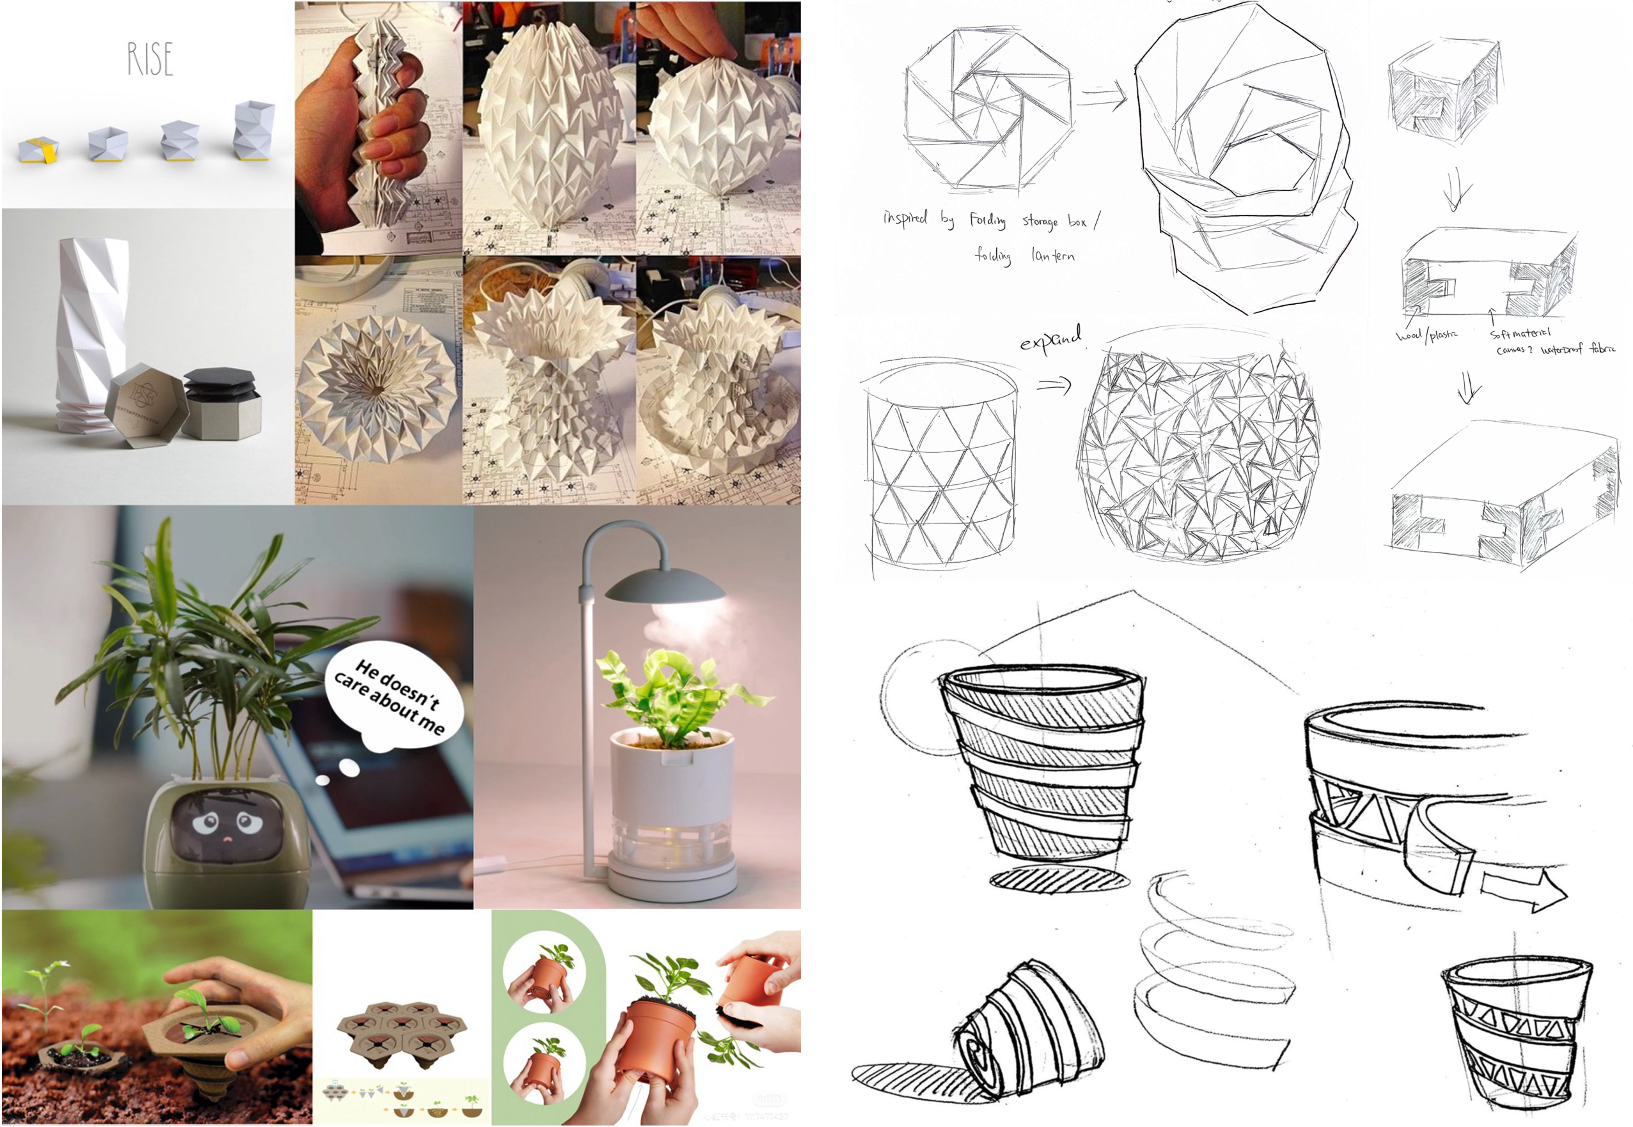 RISE
He doesn't
care about me
inspired by Folding storage box /
folding lantern
expand
wood/plastic
Soft material
canvas? waterproof fabric